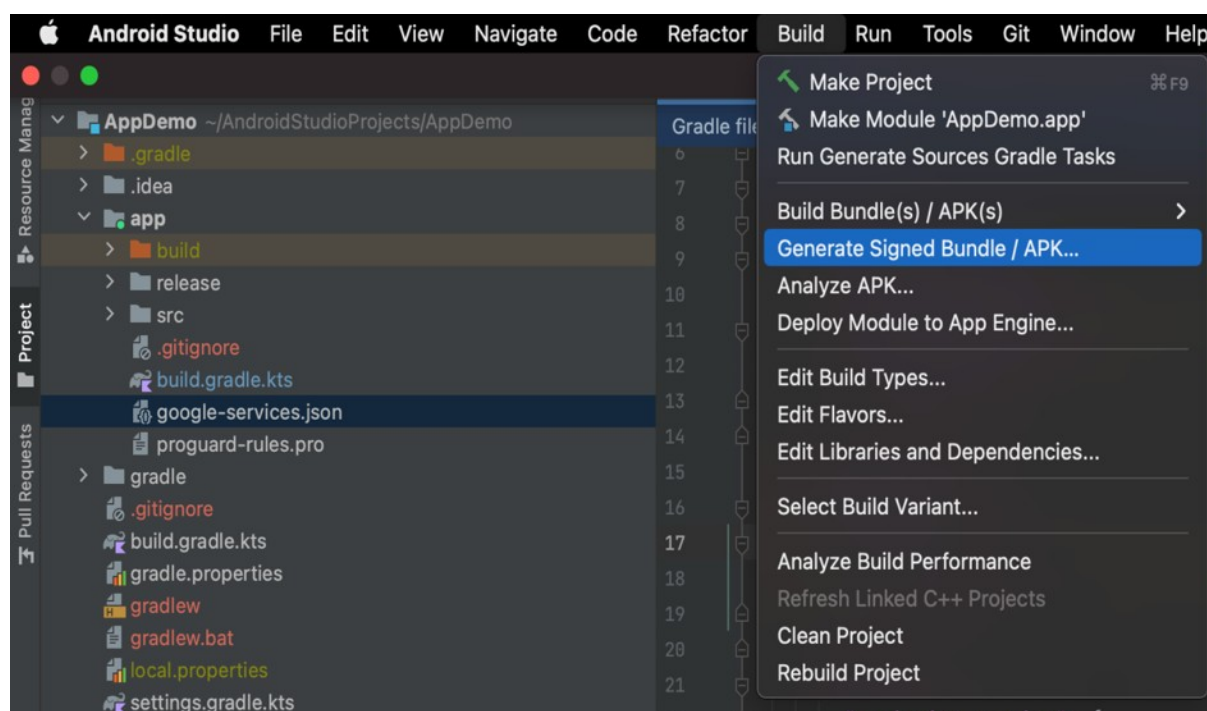 Android Studio File Edit View Navigate Code Refactor Build Run Tools Git Window Help
Resource Manag
Project
Pull Requests
AppDemo ~/AndroidStudioProjects/AppDemo
.gradle
.idea
app
build
release
src
.gitignore
build.gradle.kts
google-services.json
proguard-rules.pro
gradle
.gitignore
build.gradle.kts
gradle.properties
gradlew
gradlew.bat
local.properties
settings.gradle.kts
Gradle file
6
7
8
9
10
11
12
13
14
15
16
17
18
19
20
21
Make Project ⌘F9
Make Module 'AppDemo.app'
Run Generate Sources Gradle Tasks
Build Bundle(s) / APK(s)
Generate Signed Bundle / APK...
Analyze APK...
Deploy Module to App Engine...
Edit Build Types...
Edit Flavors...
Edit Libraries and Dependencies...
Select Build Variant...
Analyze Build Performance
Refresh Linked C++ Projects
Clean Project
Rebuild Project